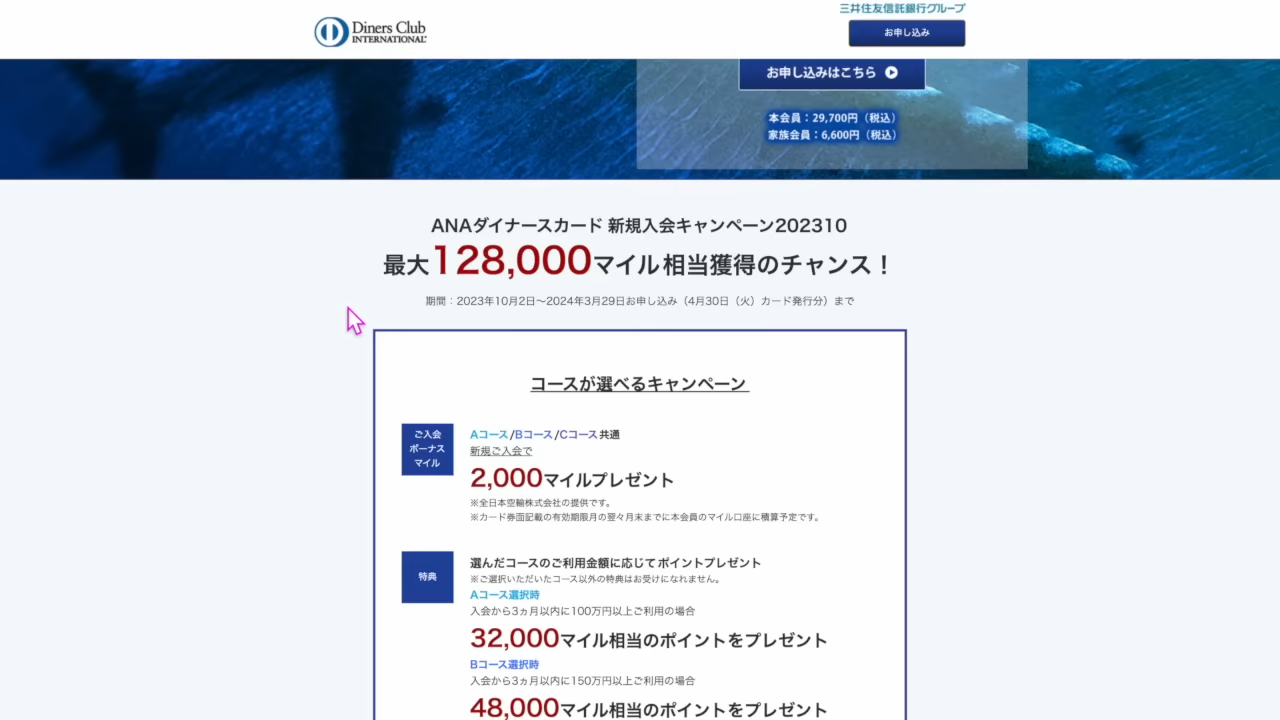 三井住友信託銀行グループ
Diners Club
INTERNATIONAL®
お申し込み
お申し込みはこちら
本会員：29,700円（税込）
家族会員：6,600円（税込）
ANAダイナースカード 新規入会キャンペーン202310
最大128,000マイル相当獲得のチャンス！
期間：2023年10月2日〜2024年3月29日お申し込み（4月30日（火）カード発行分）まで
コースが選べるキャンペーン
ご入会
ボーナス
マイル
Aコース/Bコース/Cコース共通
新規ご入会で
2,000マイルプレゼント
※全日本空輸株式会社の提供です。
※カード券面記載の有効期限月の翌々月末までに本会員のマイル口座に積算予定です。
特典
選んだコースのご利用金額に応じてポイントプレゼント
※ご選択いただいたコース以外の特典はお受けになれません。
Aコース選択時
入会から3ヵ月以内に100万円以上ご利用の場合
32,000マイル相当のポイントをプレゼント
Bコース選択時
入会から3ヵ月以内に150万円以上ご利用の場合
48,000マイル相当のポイントをプレゼント